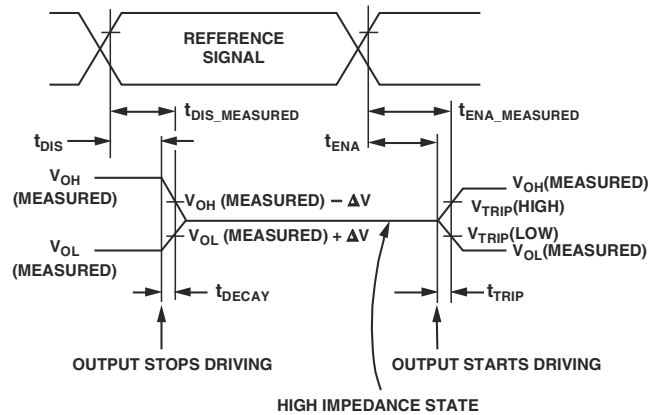 REFERENCE
SIGNAL
tDIS_MEASURED
tENA_MEASURED
tDIS
tENA
VOH
(MEASURED)
VOH (MEASURED) − ΔV
VOL (MEASURED) + ΔV
VOL
(MEASURED)
VOH(MEASURED)
VTRIP(HIGH)
VTRIP(LOW)
VOL(MEASURED)
tDECAY
tTRIP
OUTPUT STOPS DRIVING
OUTPUT STARTS DRIVING
HIGH IMPEDANCE STATE